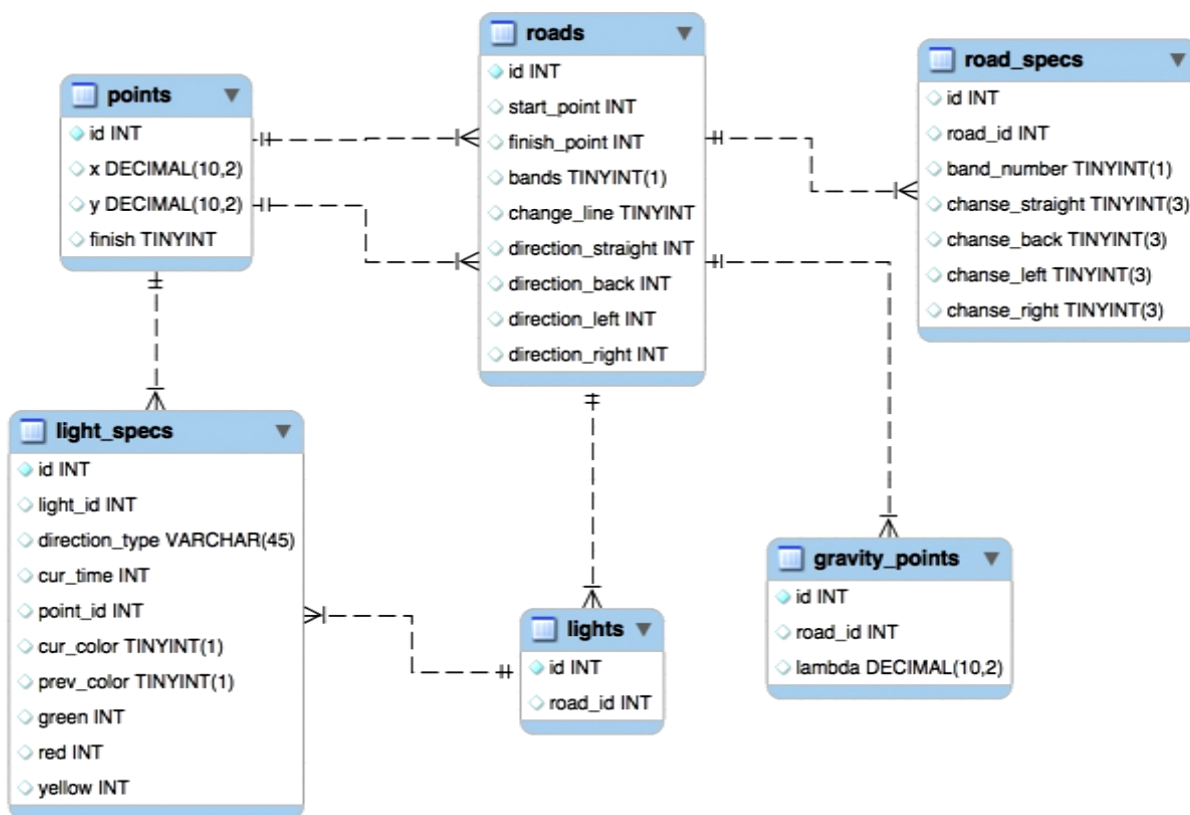 points
id INT
x DECIMAL(10,2)
y DECIMAL(10,2)
finish TINYINT
roads
id INT
start_point INT
finish_point INT
bands TINYINT(1)
change_line TINYINT
direction_straight INT
direction_back INT
direction_left INT
direction_right INT
road_specs
id INT
road_id INT
band_number TINYINT(1)
chanse_straight TINYINT(3)
chanse_back TINYINT(3)
chanse_left TINYINT(3)
chanse_right TINYINT(3)
light_specs
id INT
light_id INT
direction_type VARCHAR(45)
cur_time INT
point_id INT
cur_color TINYINT(1)
prev_color TINYINT(1)
green INT
red INT
yellow INT
lights
id INT
road_id INT
gravity_points
id INT
road_id INT
lambda DECIMAL(10,2)